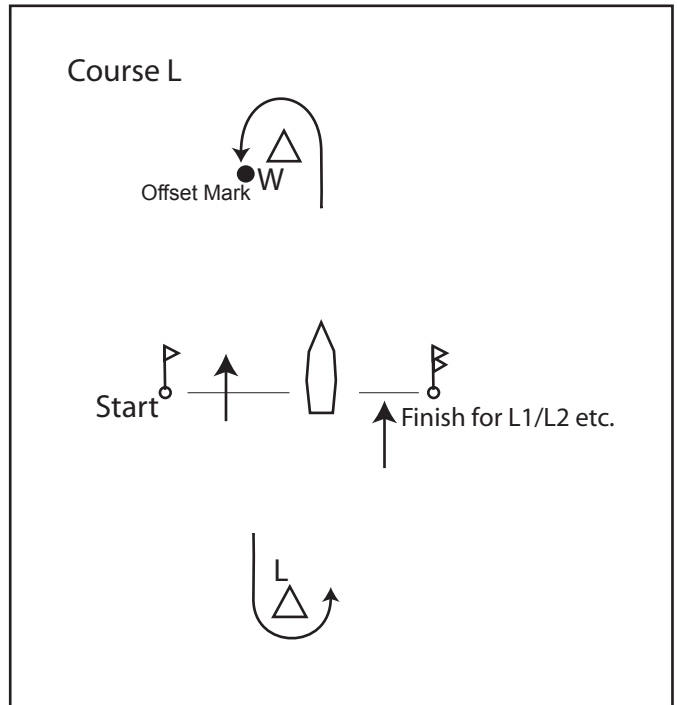 Course L
W
Offset Mark
Start
Finish for L1/L2 etc.
L